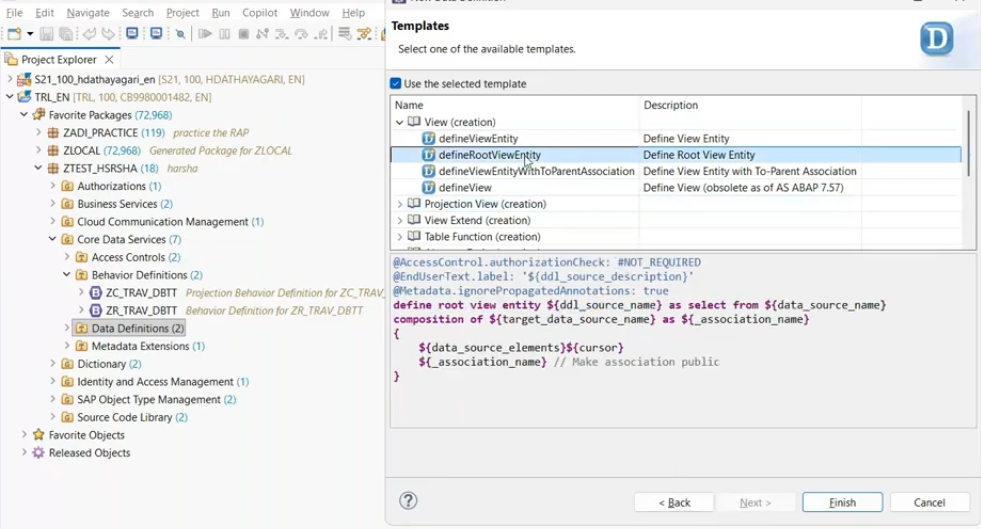 File Edit Navigate Search Project Run Copilot Window Help
Project Explorer
S21_100_hdathayagari_en [S21, 100, HDATHAYAGARI, EN]
TRL_EN [TRL, 100, CB9980001482, EN]
Favorite Packages (72,968)
ZADI_PRACTICE (119) practice the RAP
ZLOCAL (72,968) Generated Package for ZLOCAL
ZTEST_HSRSHA (18) harsha
Authorizations (1)
Business Services (2)
Cloud Communication Management (1)
Core Data Services (7)
Access Controls (2)
Behavior Definitions (2)
ZC_TRAV_DBTT Projection Behavior Definition for ZC_TRAV_
ZR_TRAV_DBTT Behavior Definition for ZR_TRAV_DBTT
Data Definitions (2)
Metadata Extensions (1)
Dictionary (2)
Identity and Access Management (1)
SAP Object Type Management (2)
Source Code Library (2)
Favorite Objects
Released Objects
Templates
Select one of the available templates.
D
Use the selected template
Name Description
View (creation)
defineViewEntity Define View Entity
defineRootViewEntity Define Root View Entity
defineViewEntityWithToParentAssociation Define View Entity with To-Parent Association
defineView Define View (obsolete as of AS ABAP 7.57)
Projection View (creation)
View Extend (creation)
Table Function (creation)
@AccessControl.authorizationCheck: #NOT_REQUIRED
@EndUserText.label: '${ddl_source_description}'
@Metadata.ignorePropagatedAnnotations: true
define root view entity ${ddl_source_name} as select from ${data_source_name}
composition of ${target_data_source_name} as ${_association_name}
{
${data_source_elements}${cursor}
${_association_name} // Make association public
}
< Back Next > Finish Cancel